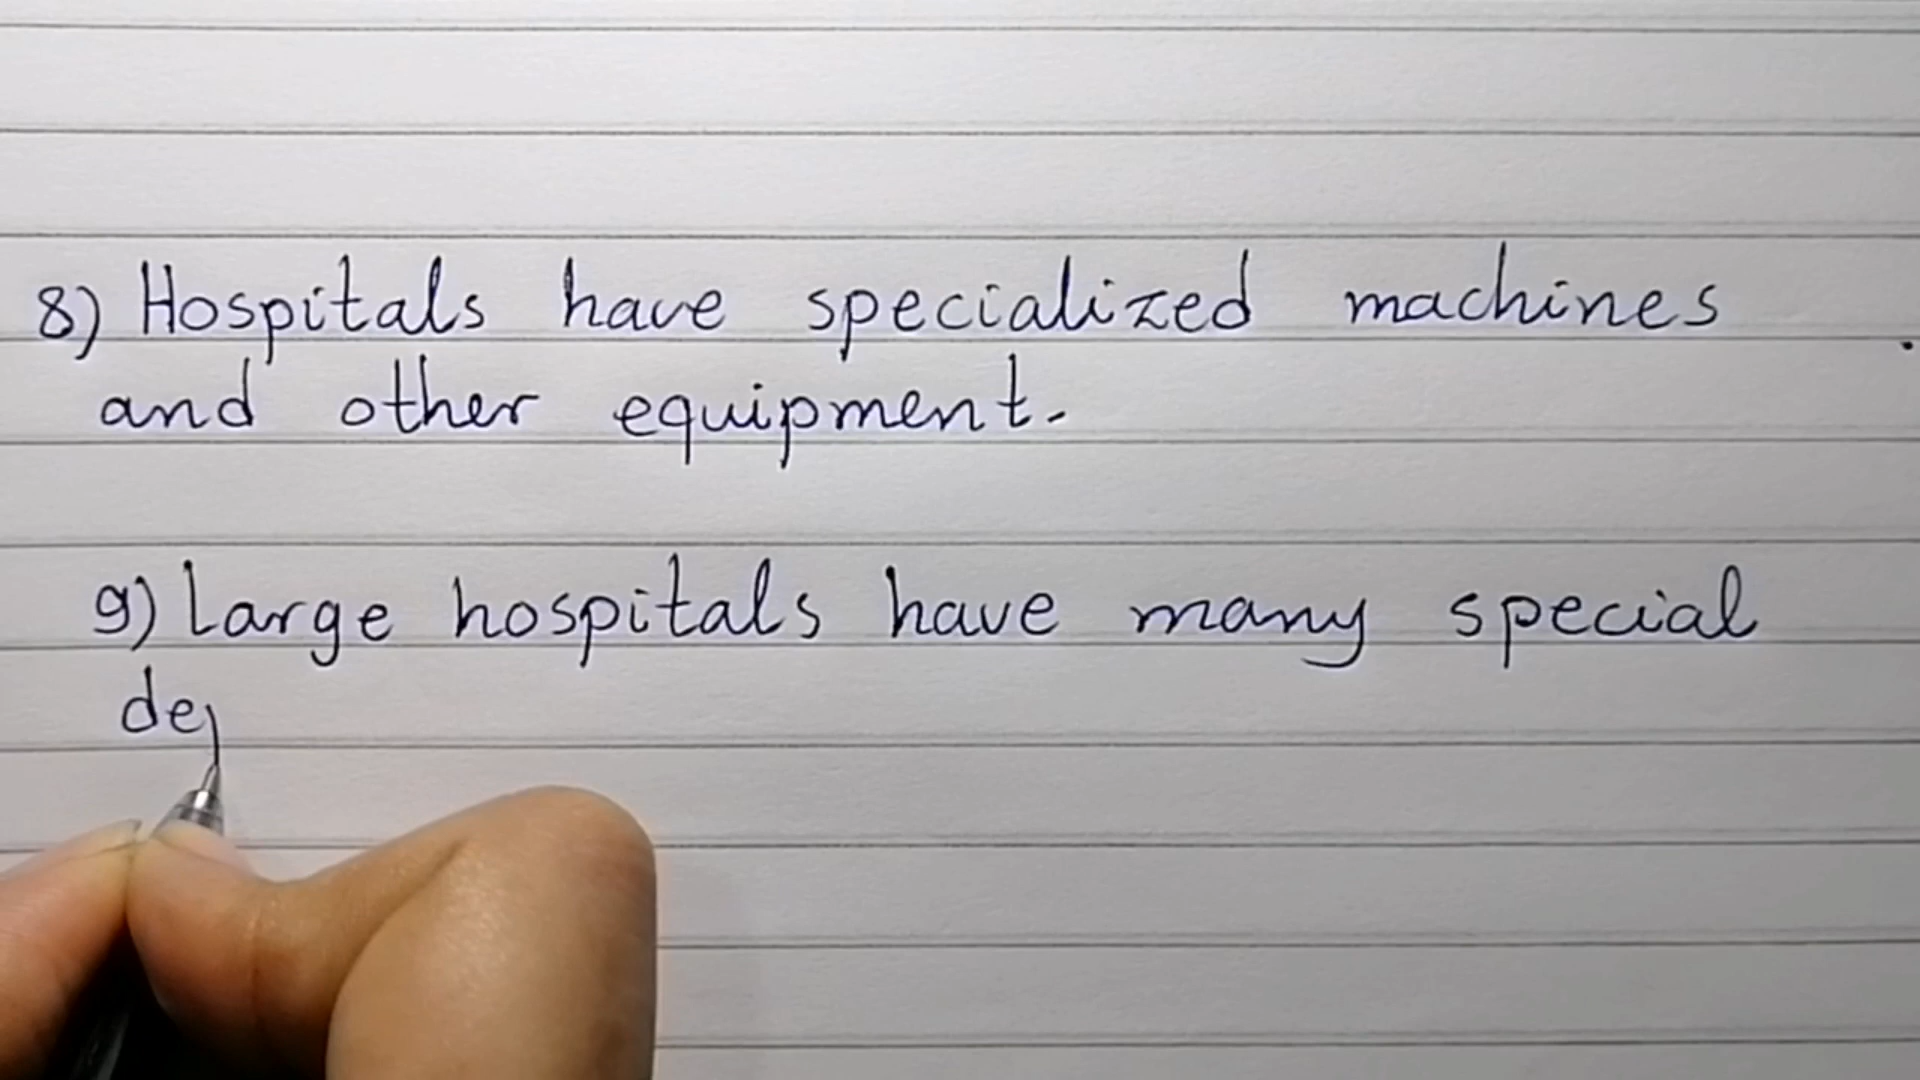 8) Hospitals have specialized machines
and other equipment.
9) Large hospitals have many special
de